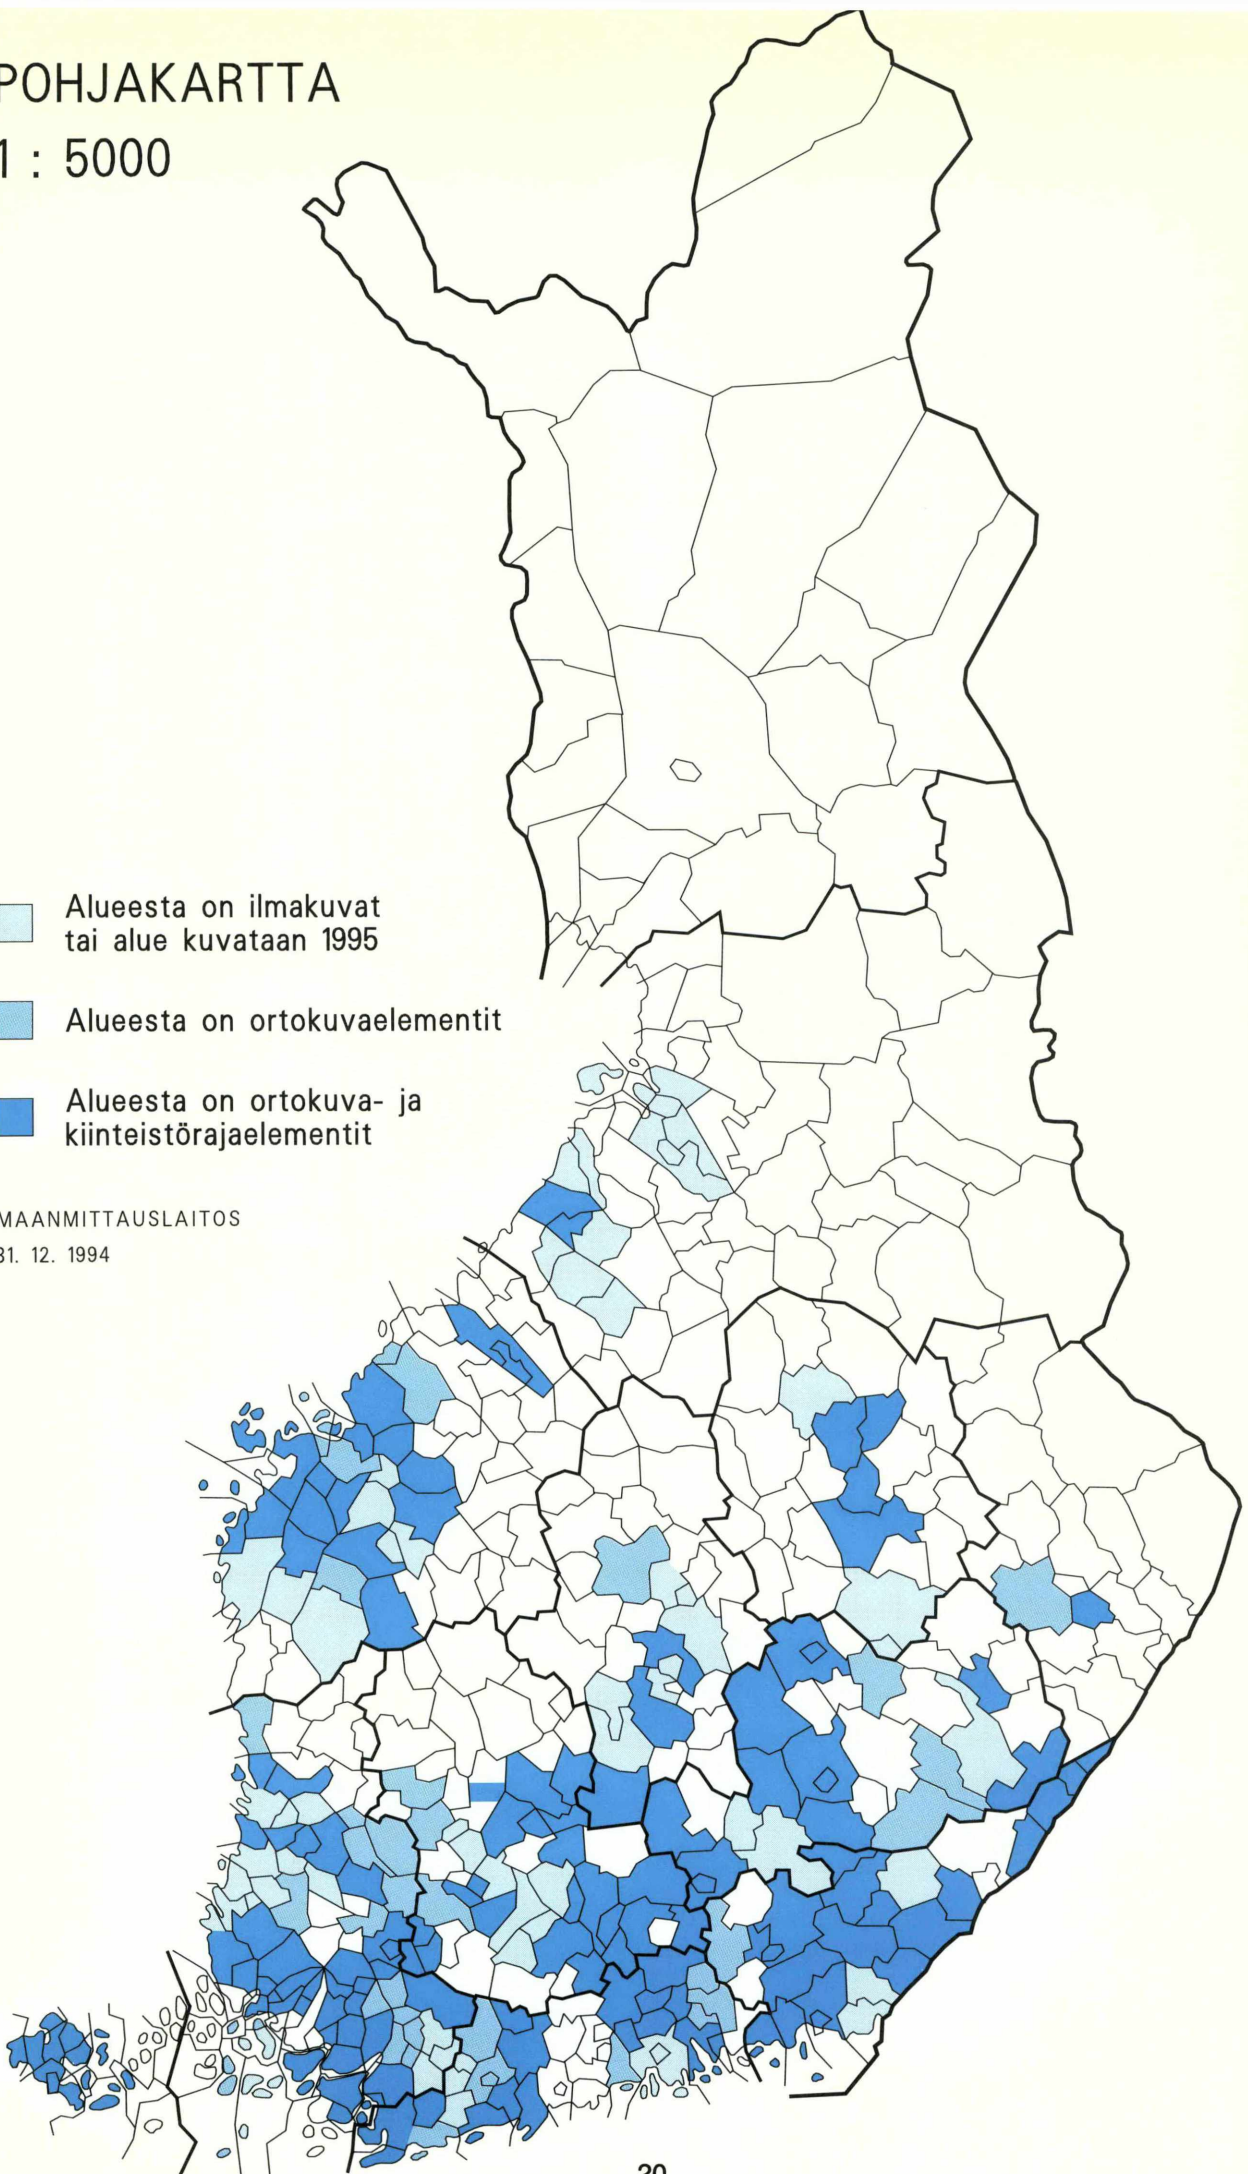 POHJAKARTTA
1 : 5000
Alueesta on ilmakuvat
tai alue kuvataan 1995
Alueesta on ortokuvaelementit
Alueesta on ortokuva- ja
kiinteistörajaelementit
MAANMITTAUSLAITOS
31. 12. 1994
20